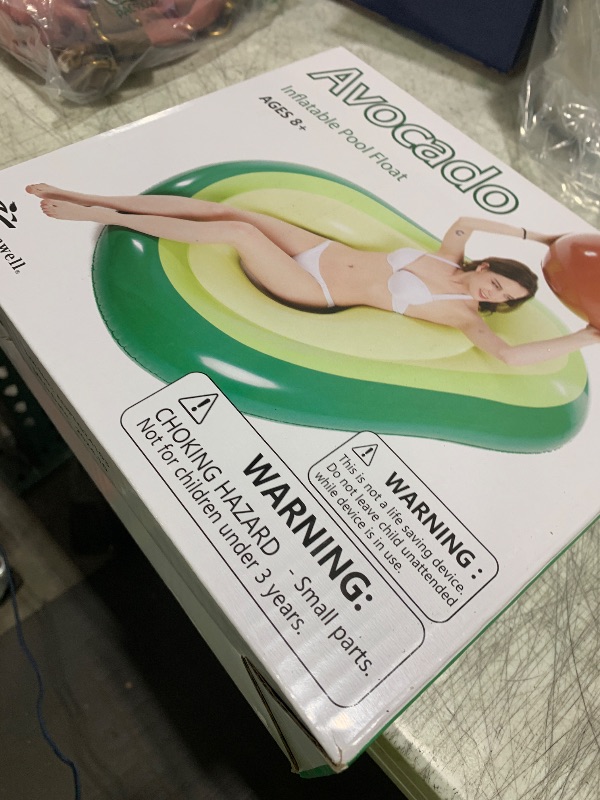 Avocado
Inflatable Pool Float
AGES 8+
WARNING:
CHOKING HAZARD - Small parts.
Not for children under 3 years.
WARNING :
This is not a life saving device.
Do not leave child unattended
while device is in use.